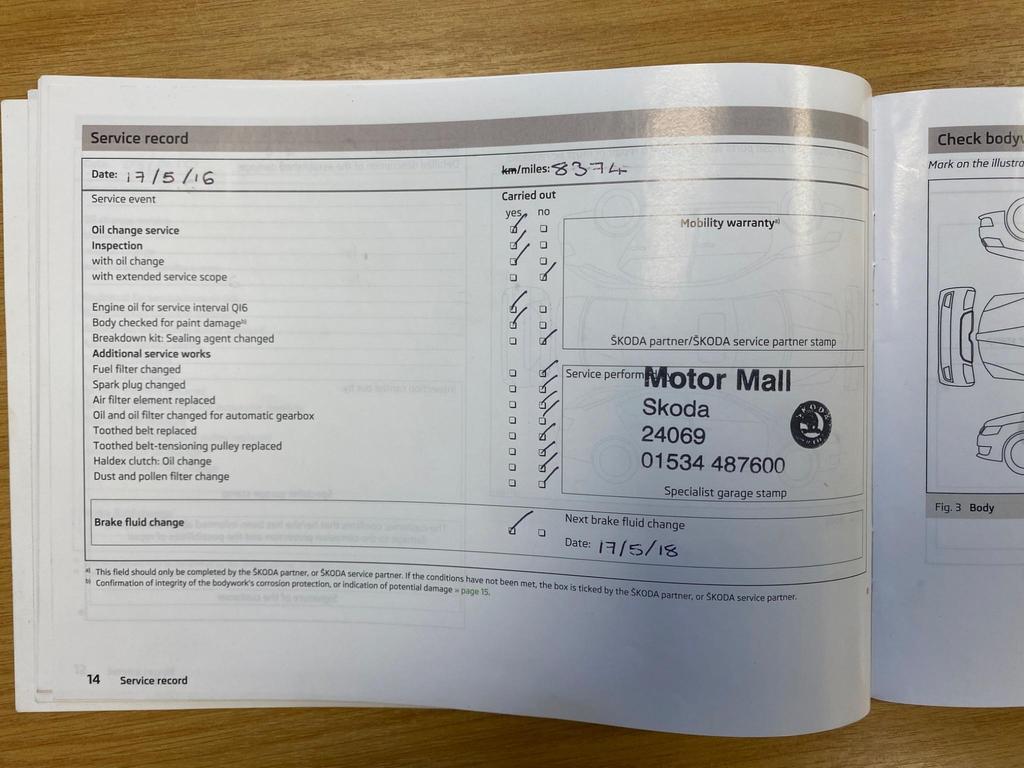 Service record
Date: 17/5/16
km/miles: 8374
Service event
Carried out
yes no
Oil change service
Inspection
with oil change
with extended service scope
Engine oil for service interval QI6
Body checked for paint damageᵇ⁾
Breakdown kit: Sealing agent changed
Additional service works
Fuel filter changed
Spark plug changed
Air filter element replaced
Oil and oil filter changed for automatic gearbox
Toothed belt replaced
Toothed belt-tensioning pulley replaced
Haldex clutch: Oil change
Dust and pollen filter change
Mobility warrantyᵃ⁾
ŠKODA partner/ŠKODA service partner stamp
Service perform
Motor Mall
Skoda
24069
01534 487600
SKODA
Specialist garage stamp
Brake fluid change
Next brake fluid change
Date: 17/5/18
ᵃ⁾ This field should only be completed by the ŠKODA partner, or ŠKODA service partner. If the conditions have not been met, the box is ticked by the ŠKODA partner, or ŠKODA service partner.
ᵇ⁾ Confirmation of integrity of the bodywork's corrosion protection, or indication of potential damage » page 15.
14 Service record
Check body
Mark on the illustra
Fig. 3 Body